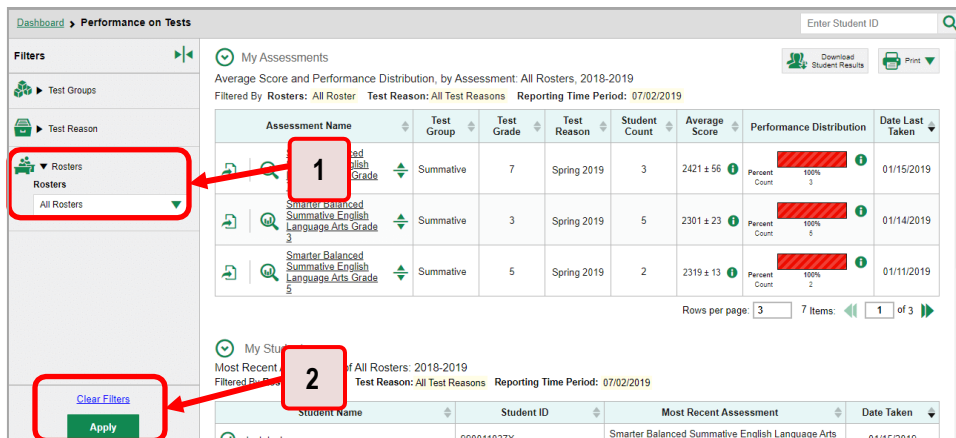 Dashboard > Performance on Tests
Enter Student ID
Filters
Test Groups
Test Reason
Rosters
Rosters
All Rosters
Clear Filters
Apply
1
2
My Assessments
Download
Student Results
Print
Average Score and Performance Distribution, by Assessment: All Rosters, 2018-2019
Filtered By Rosters: All Roster Test Reason: All Test Reasons Reporting Time Period: 07/02/2019
Assessment Name Test Group Test Grade Test Reason Student Count Average Score Performance Distribution Date Last Taken
Grade
Summative 7 Spring 2019 3 2421 ± 56 Percent 100% Count 3 01/15/2019
Smarter Balanced
Summative English
Language Arts Grade
3
Summative 3 Spring 2019 5 2301 ± 23 Percent 100% Count 5 01/14/2019
Smarter Balanced
Summative English
Language Arts Grade
5
Summative 5 Spring 2019 2 2319 ± 13 Percent 100% Count 2 01/11/2019
Rows per page: 3 7 Items: 1 of 3
My
Most Recent of All Rosters: 2018-2019
Filtered By Test Reason: All Test Reasons Reporting Time Period: 07/02/2019
Student Name Student ID Most Recent Assessment Date Taken
Smarter Balanced Summative English Language Arts